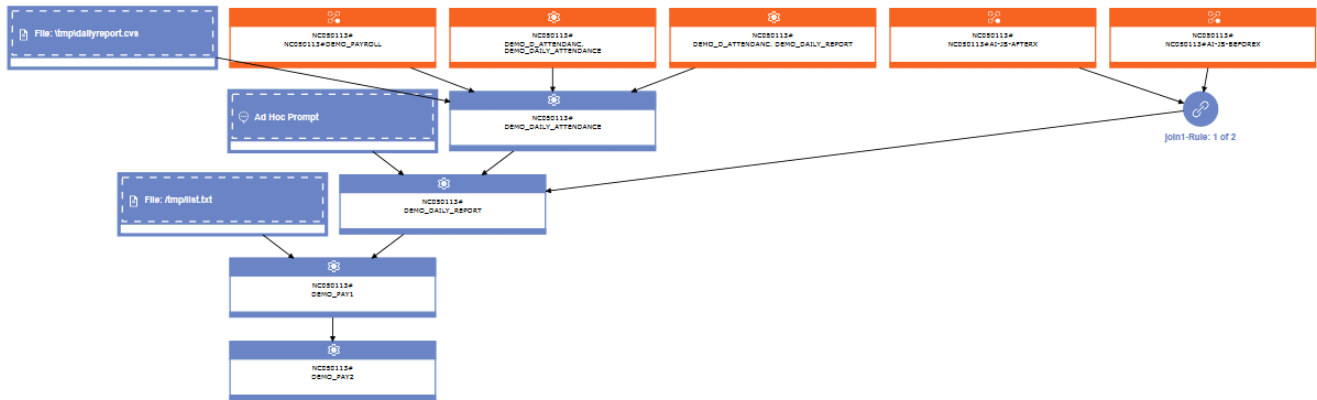 File: \tmp\dailyreport.cvs
NC050113#
NC050113#DEMO_PAYROLL
NC050113#
DEMO_D_ATTENDANC.
DEMO_DAILY_ATTENDANCE
NC050113#
DEMO_D_ATTENDANC. DEMO_DAILY_REPORT
NC050113#
NC050113#AI-JS-AFTERX
NC050113#
NC050113#AI-JS-BEFOREX
Ad Hoc Prompt
NC050113#
DEMO_DAILY_ATTENDANCE
join1-Rule: 1 of 2
File: /tmp/list.txt
NC050113#
DEMO_DAILY_REPORT
NC050113#
DEMO_PAY1
NC050113#
DEMO_PAY2